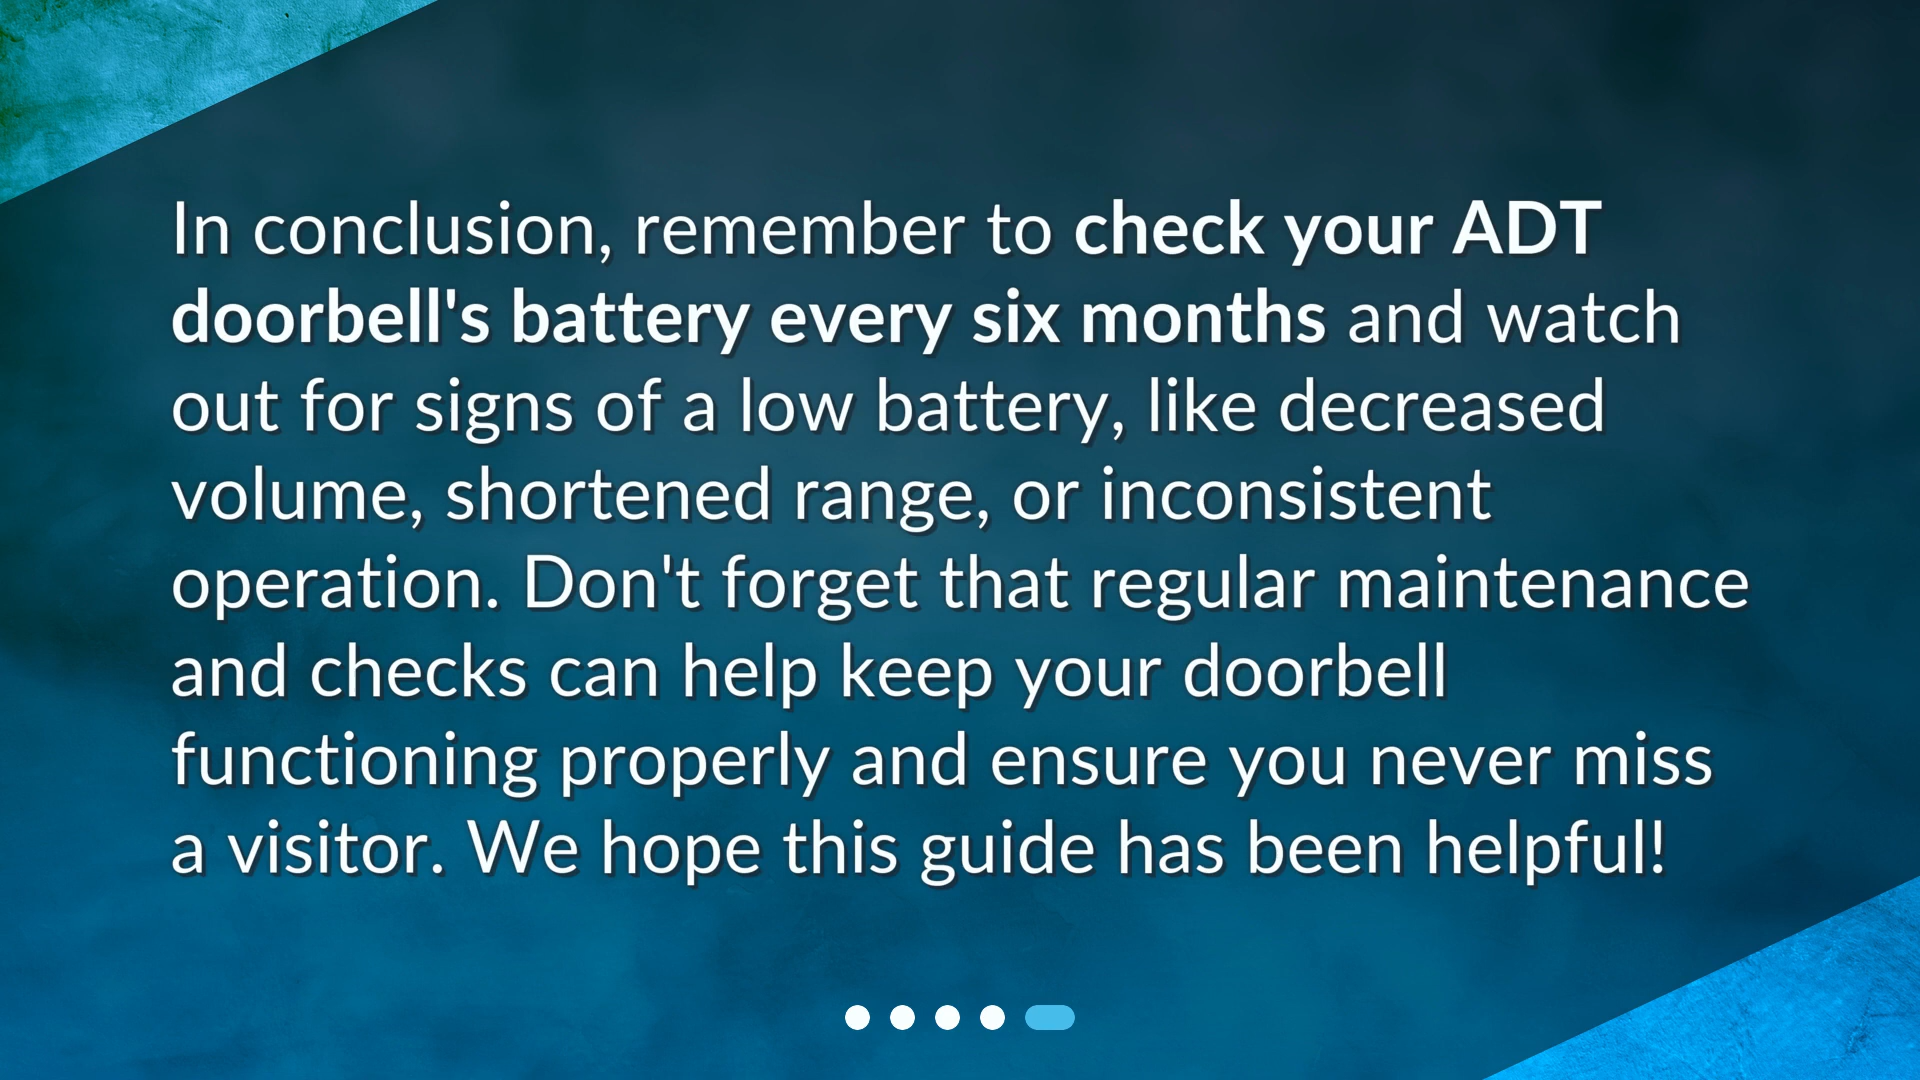 In conclusion, remember to check your ADT
doorbell's battery every six months and watch
out for signs of a low battery, like decreased
volume, shortened range, or inconsistent
operation. Don't forget that regular maintenance
and checks can help keep your doorbell
functioning properly and ensure you never miss
a visitor. We hope this guide has been helpful!